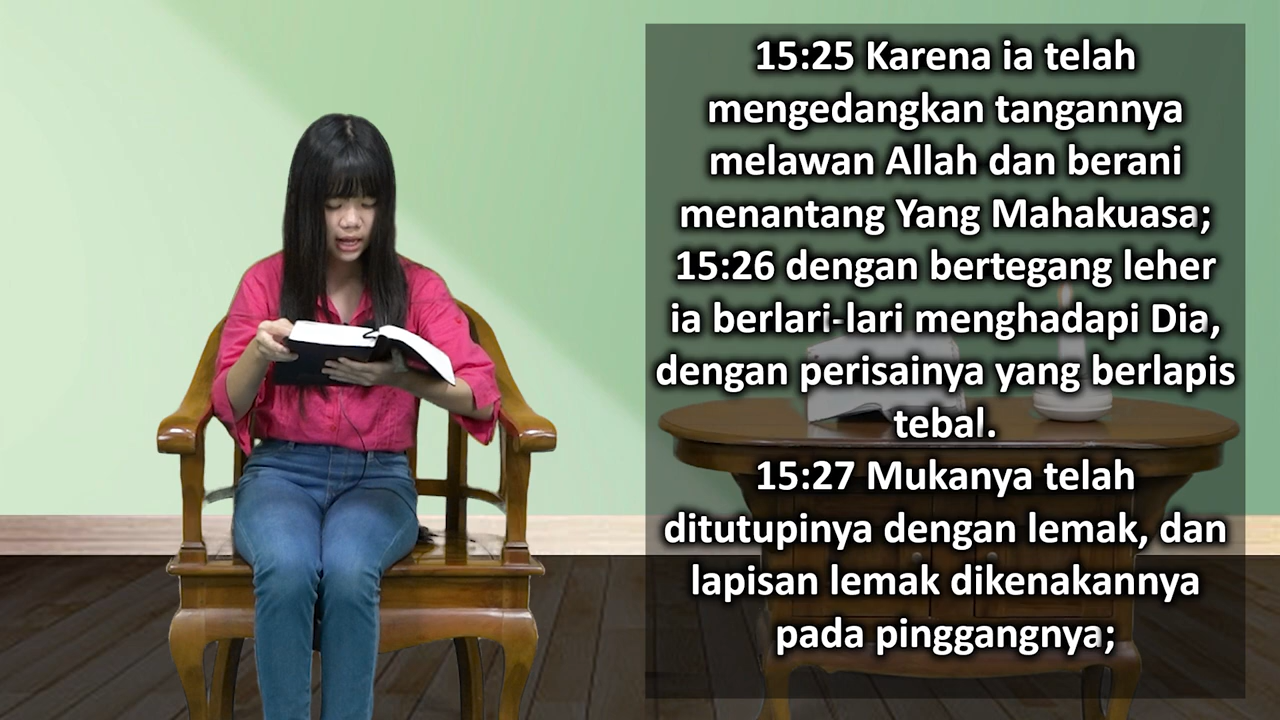 15:25 Karena ia telah
mengedangkan tangannya
melawan Allah dan berani
menantang Yang Mahakuasa;
15:26 dengan bertegang leher
ia berlari-lari menghadapi Dia,
dengan perisainya yang berlapis
tebal.
15:27 Mukanya telah
ditutupinya dengan lemak, dan
lapisan lemak dikenakannya
pada pinggangnya;